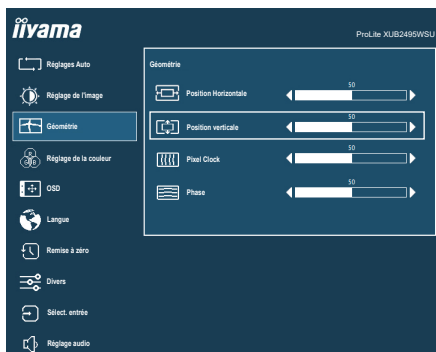 iiyama
ProLite XUB2495WSU
Réglages Auto
Réglage de l'image
Géométrie
Réglage de la couleur
R
G B
OSD
Langue
Remise à zéro
Divers
Sélect. entrée
Réglage audio
Géométrie
Position Horizontale
50
Position verticale
50
Pixel Clock
50
Phase
50